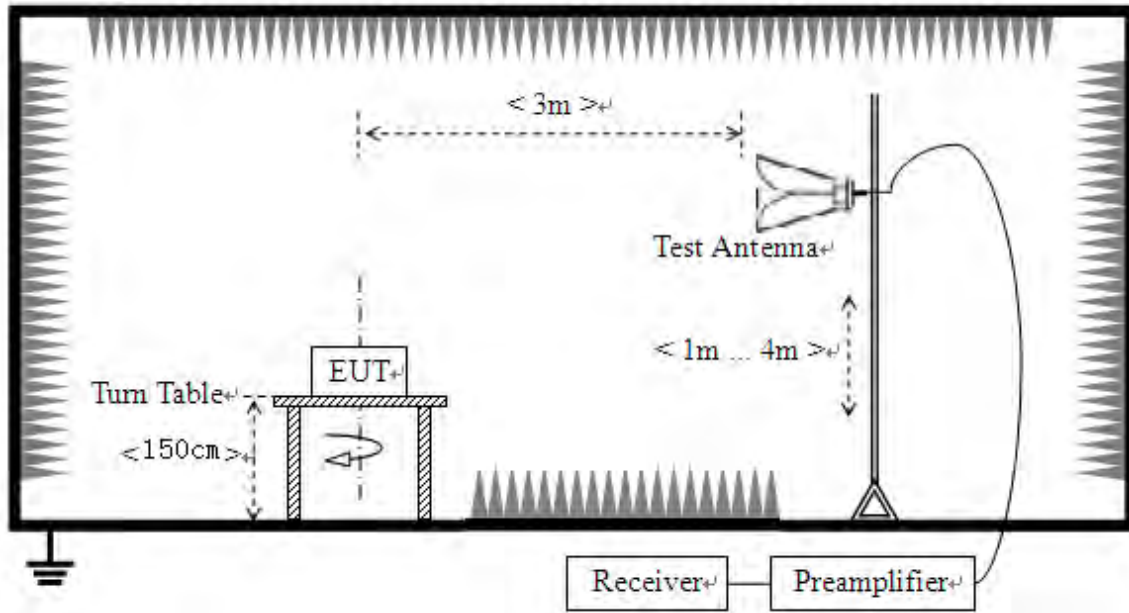 < 3m >↵
Test Antenna↵
< 1m ... 4m >↵
EUT↵
Turn Table↵
<150cm>↵
Receiver↵
Preamplifier↵